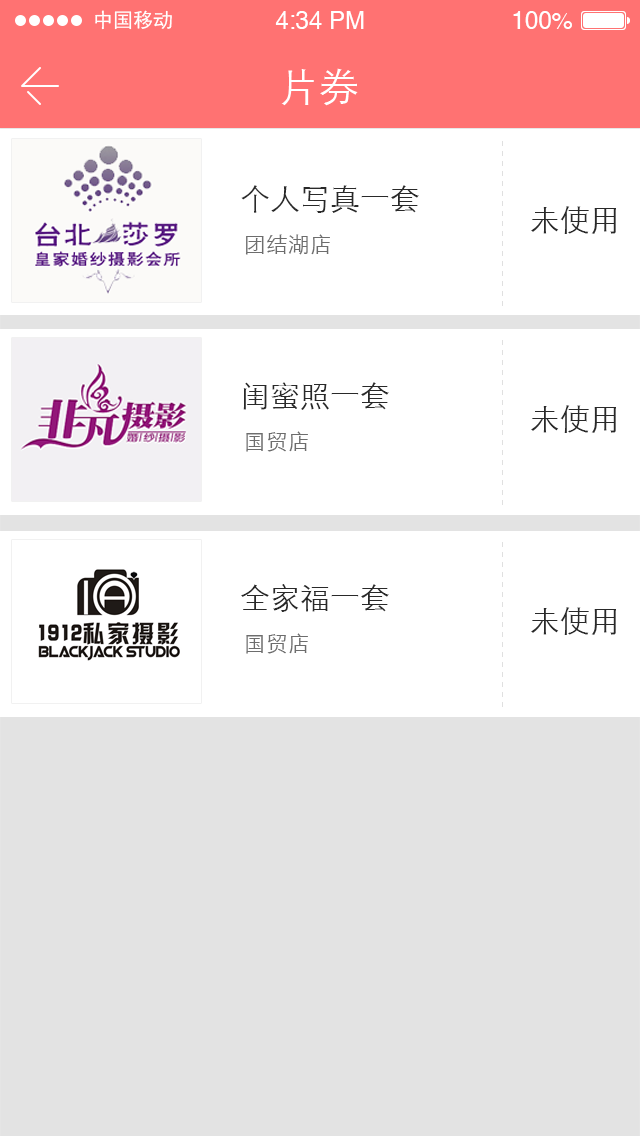 中国移动 4:34 PM 100%
片券
台北莎罗
皇家婚纱摄影会所
个人写真一套
团结湖店
未使用
非凡摄影
婚纱摄影
闺蜜照一套
国贸店
未使用
1912私家摄影
BLACKJACK STUDIO
全家福一套
国贸店
未使用